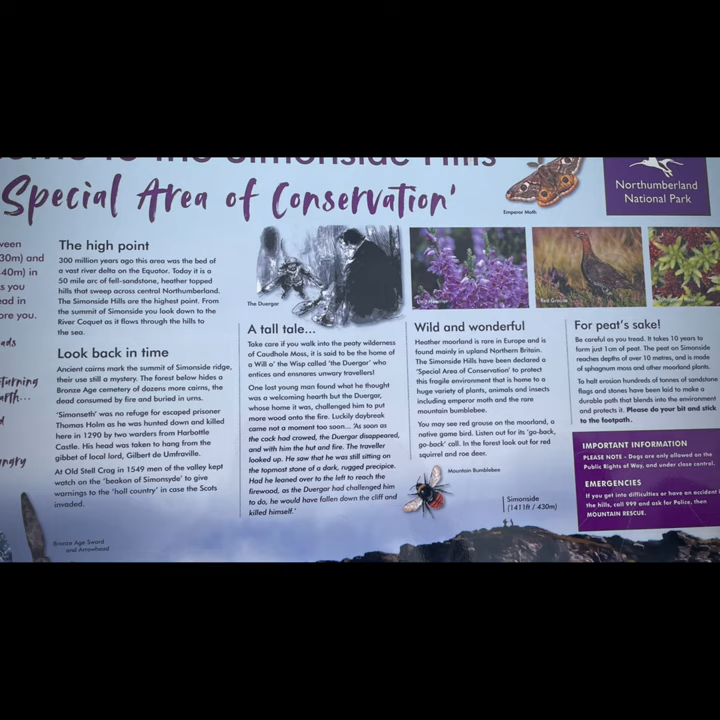 to the Simonside Hills
Special Area of Conservation'
Emperor Moth
Northumberland
National Park
30m) and
40m) in
s you
ead in
ore you.
ads
eturning
arth...
d
ungry
The high point
300 million years ago this area was the bed of
a vast river delta on the Equator. Today it is a
50 mile arc of fell-sandstone, heather topped
hills that sweep across central Northumberland.
The Simonside Hills are the highest point. From
the summit of Simonside you look down to the
River Coquet as it flows through the hills to
the sea.
Look back in time
Ancient cairns mark the summit of Simonside ridge,
their use still a mystery. The forest below hides a
Bronze Age cemetery of dozens more cairns, the
dead consumed by fire and buried in urns.
'Simonseth' was no refuge for escaped prisoner
Thomas Holm as he was hunted down and killed
here in 1290 by two warders from Harbottle
Castle. His head was taken to hang from the
gibbet of local lord, Gilbert de Umfraville.
At Old Stell Crag in 1549 men of the valley kept
watch on the 'beakon of Simonsyde' to give
warnings to the 'holl country' in case the Scots
invaded.
Bronze Age Sword
and Arrowhead
The Duergar
A tall tale...
Take care if you walk into the peaty wilderness
of Caudhole Moss, it is said to be the home of
a Will o' the Wisp called 'the Duergar' who
entices and ensnares unwary travellers!
One lost young man found what he thought
was a welcoming hearth but the Duergar,
whose home it was, challenged him to put
more wood onto the fire. Luckily daybreak
came not a moment too soon... 'As soon as
the cock had crowed, the Duergar disappeared,
and with him the hut and fire. The traveller
looked up. He saw that he was still sitting on
the topmost stone of a dark, rugged precipice.
Had he leaned over to the left to reach the
firewood, as the Duergar had challenged him
to do, he would have fallen down the cliff and
killed himself.'
Red Grouse
Wild and wonderful
Heather moorland is rare in Europe and is
found mainly in upland Northern Britain.
The Simonside Hills have been declared a
'Special Area of Conservation' to protect
this fragile environment that is home to a
huge variety of plants, animals and insects
including emperor moth and the rare
mountain bumblebee.
You may see red grouse on the moorland, a
native game bird. Listen out for its 'go-back,
go-back' call. In the forest look out for red
squirrel and roe deer.
Mountain Bumblebee
Simonside
(1411ft / 430m)
For peat's sake!
Be careful as you tread. It takes 10 years to
form just 1cm of peat. The peat on Simonside
reaches depths of over 10 metres, and is made
of sphagnum moss and other moorland plants.
To halt erosion hundreds of tonnes of sandstone
flags and stones have been laid to make a
durable path that blends into the environment
and protects it. Please do your bit and stick
to the footpath.
IMPORTANT INFORMATION
PLEASE NOTE - Dogs are only allowed on the
Public Rights of Way, and under close control.
EMERGENCIES
If you get into difficulties or have an accident
the hills, call 999 and ask for Police, then
MOUNTAIN RESCUE.